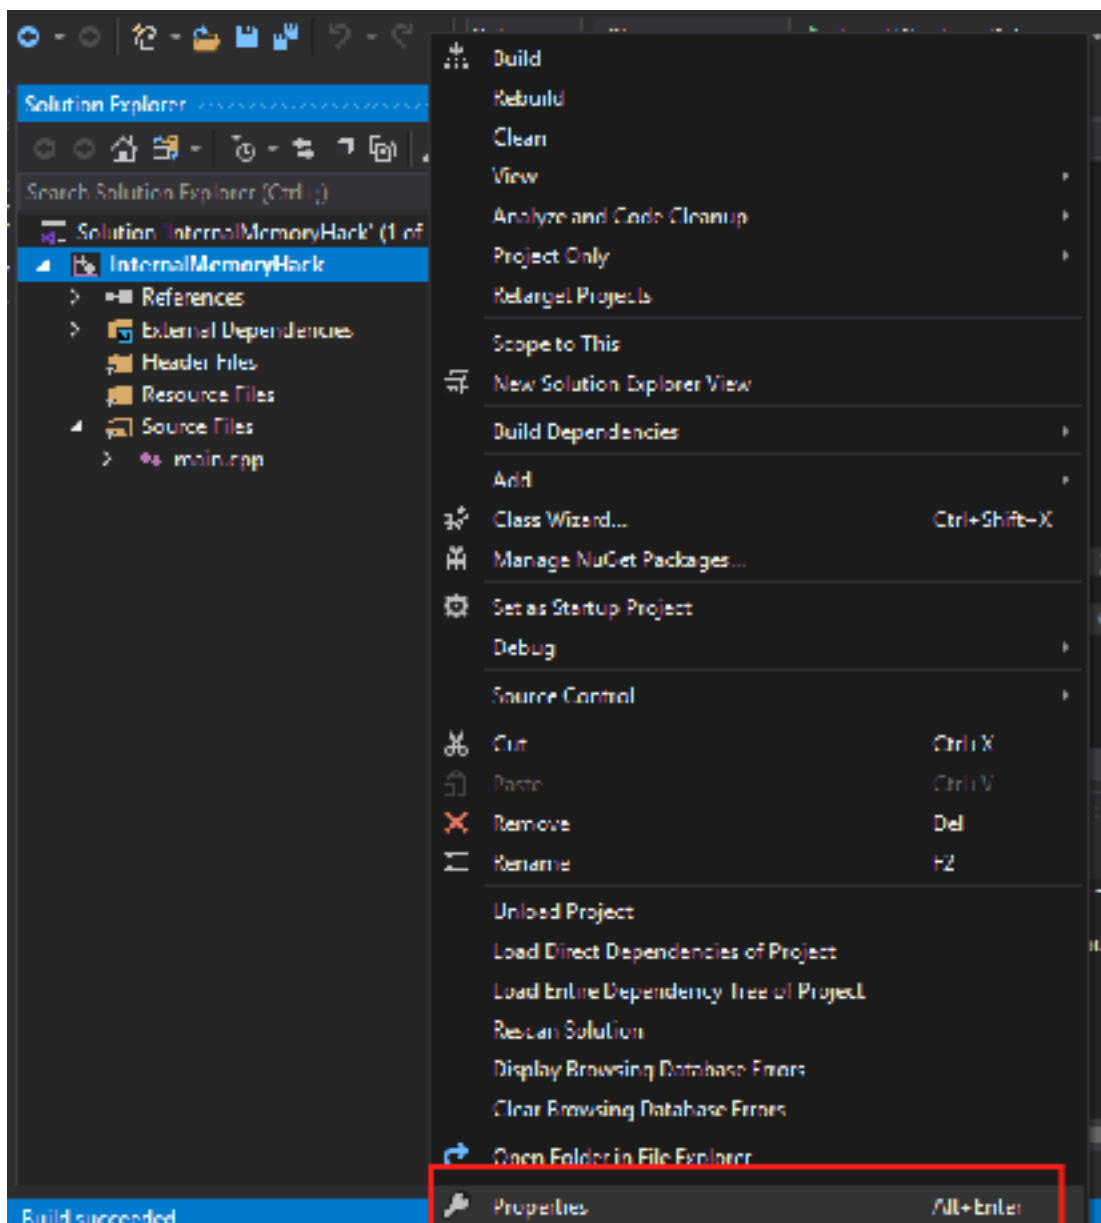 Solution Explorer
Search Solution Explorer (Ctrl+;)
Solution 'InternalMemoryHack' (1 of
InternalMemoryHack
References
External Dependencies
Header Files
Resource Files
Source Files
main.cpp
Build succeeded
Build
Rebuild
Clean
View
Analyze and Code Cleanup
Project Only
Retarget Projects
Scope to This
New Solution Explorer View
Build Dependencies
Add
Class Wizard... Ctrl+Shift+X
Manage NuGet Packages...
Set as Startup Project
Debug
Source Control
Cut Ctrl+X
Paste Ctrl+V
Remove Del
Rename F2
Unload Project
Load Direct Dependencies of Project
Load Entire Dependency Tree of Project
Rescan Solution
Display Browsing Database Errors
Clear Browsing Database Errors
Open Folder in File Explorer
Properties Alt+Enter